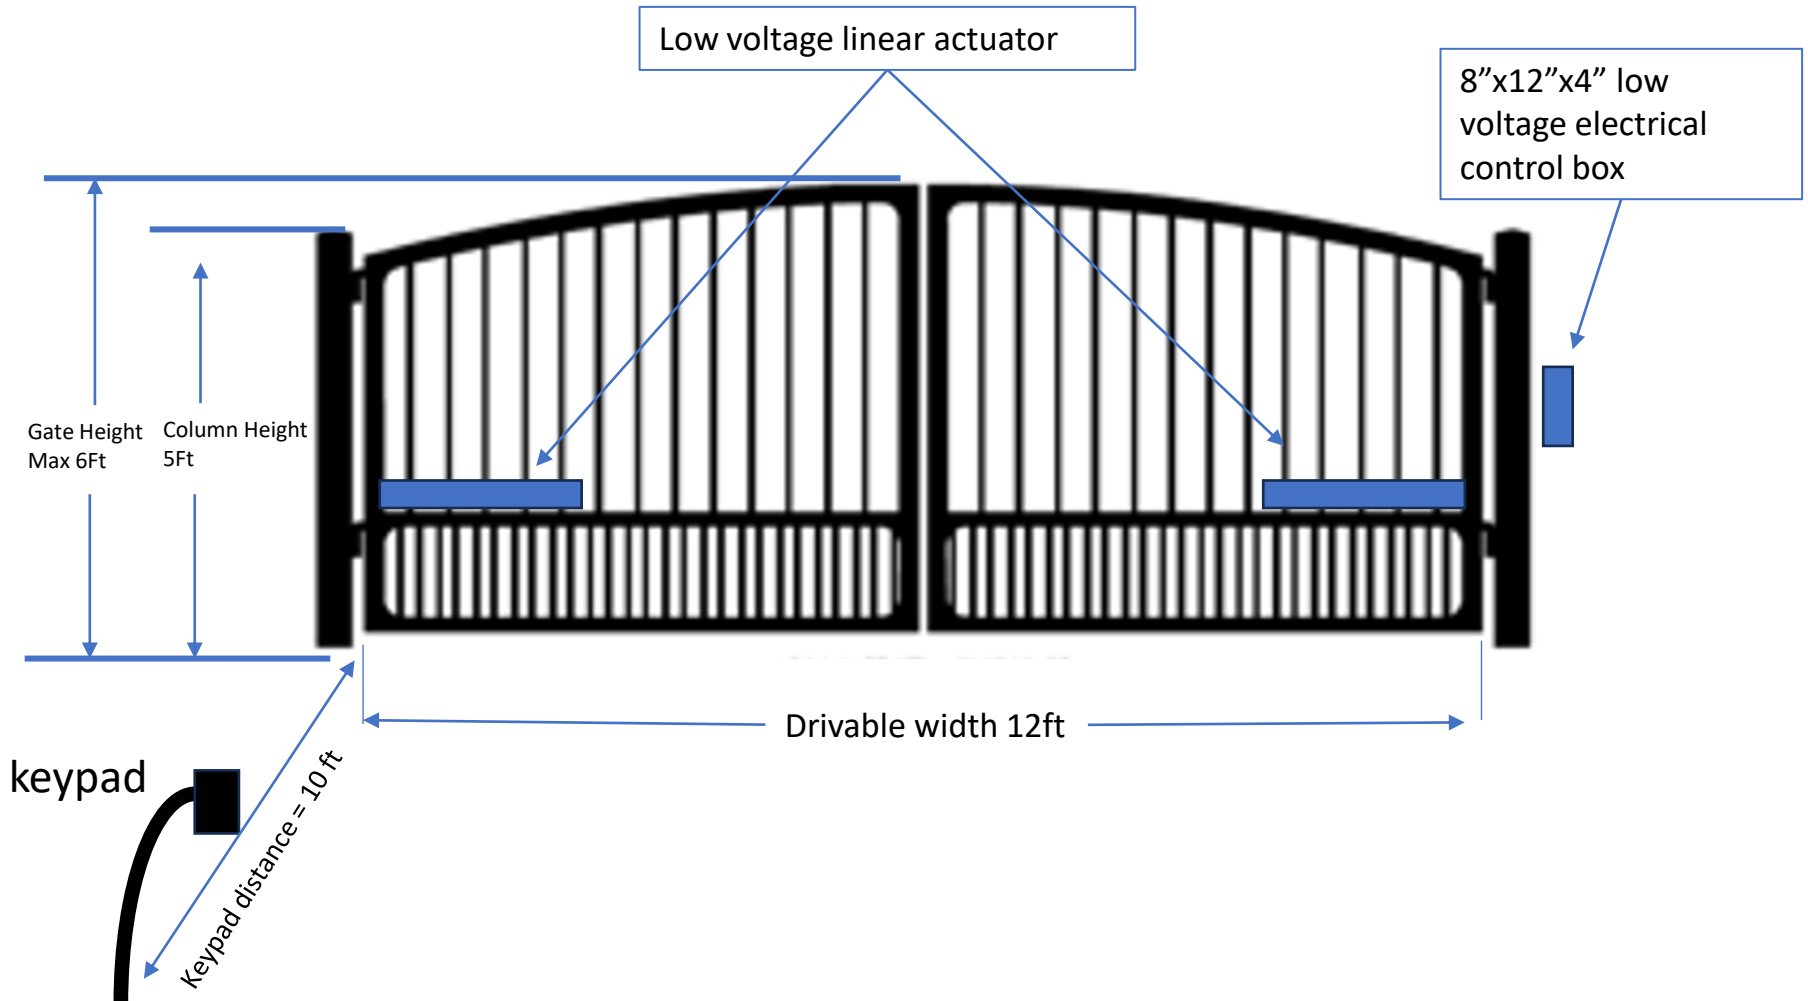 Low voltage linear actuator
8”x12”x4” low
voltage electrical
control box
Gate Height
Max 6Ft
Column Height
5Ft
Drivable width 12ft
keypad
Keypad distance = 10 ft